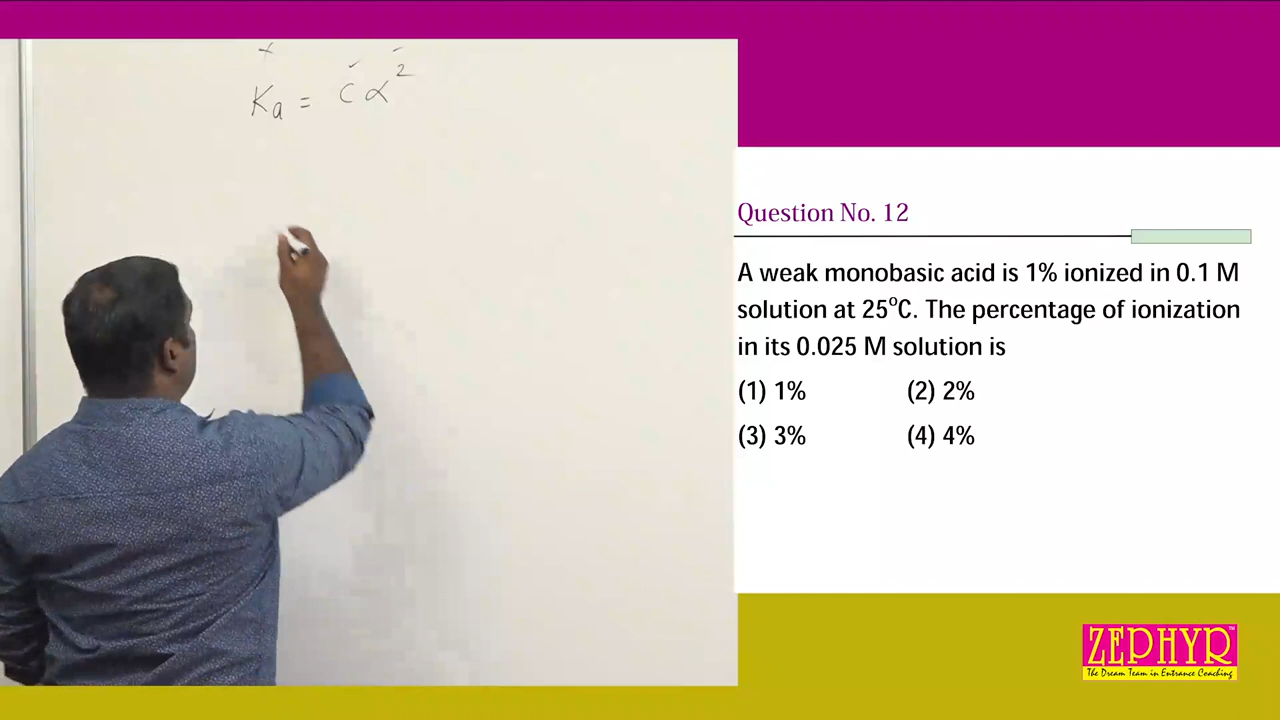 Ka = Cα²
Question No. 12
A weak monobasic acid is 1% ionized in 0.1 M
solution at 25°C. The percentage of ionization
in its 0.025 M solution is
(1) 1% (2) 2%
(3) 3% (4) 4%
ZEPHYR™
The Dream Team in Entrance Coaching